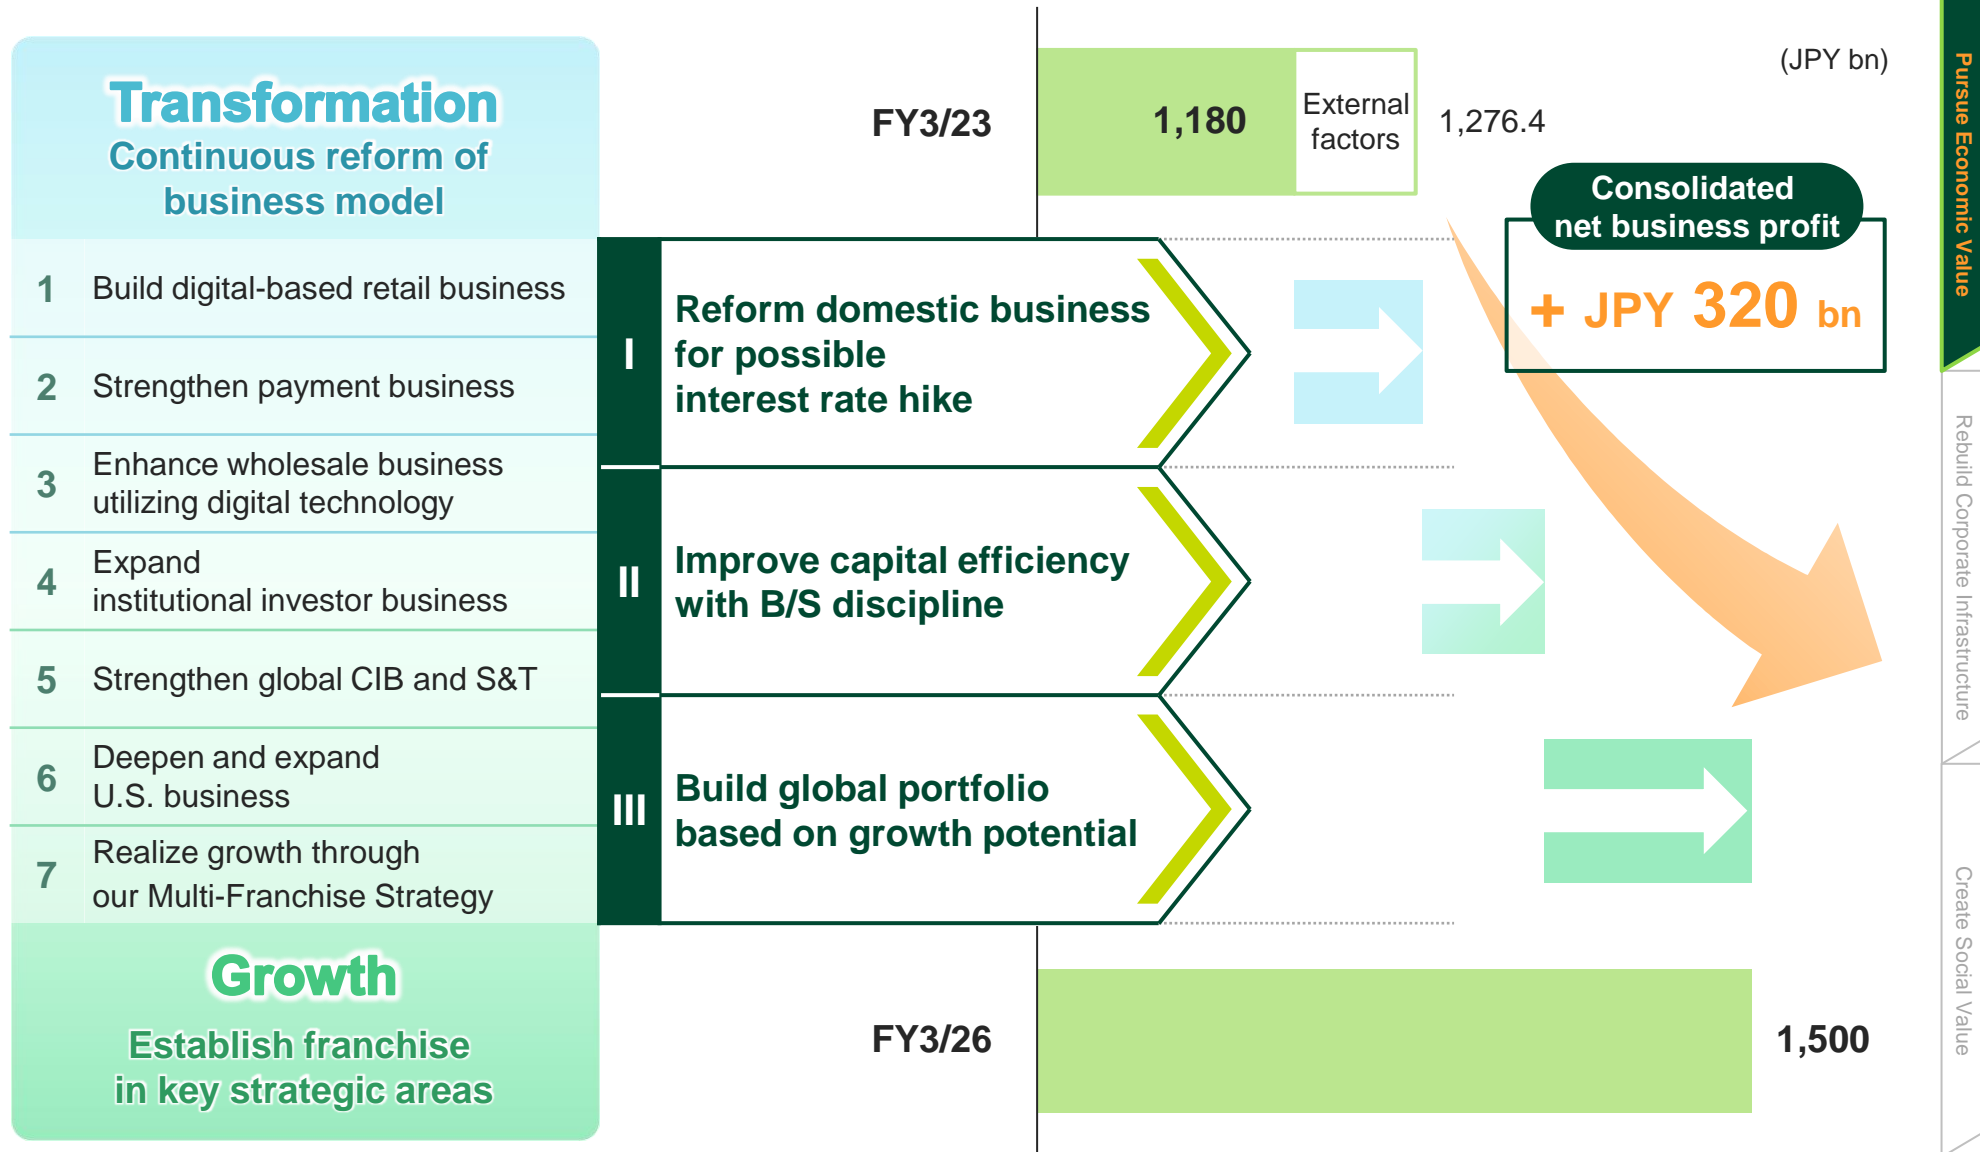 Transformation
Continuous reform of
business model
1 Build digital-based retail business
2 Strengthen payment business
3 Enhance wholesale business
utilizing digital technology
4 Expand
institutional investor business
5 Strengthen global CIB and S&T
6 Deepen and expand
U.S. business
7 Realize growth through
our Multi-Franchise Strategy
Growth
Establish franchise
in key strategic areas
I
Reform domestic business
for possible
interest rate hike
II
Improve capital efficiency
with B/S discipline
III
Build global portfolio
based on growth potential
(JPY bn)
FY3/23
1,180
External
factors
1,276.4
Consolidated
net business profit
+ JPY 320 bn
FY3/26
1,500
Pursue Economic Value
Rebuild Corporate Infrastructure
Create Social Value